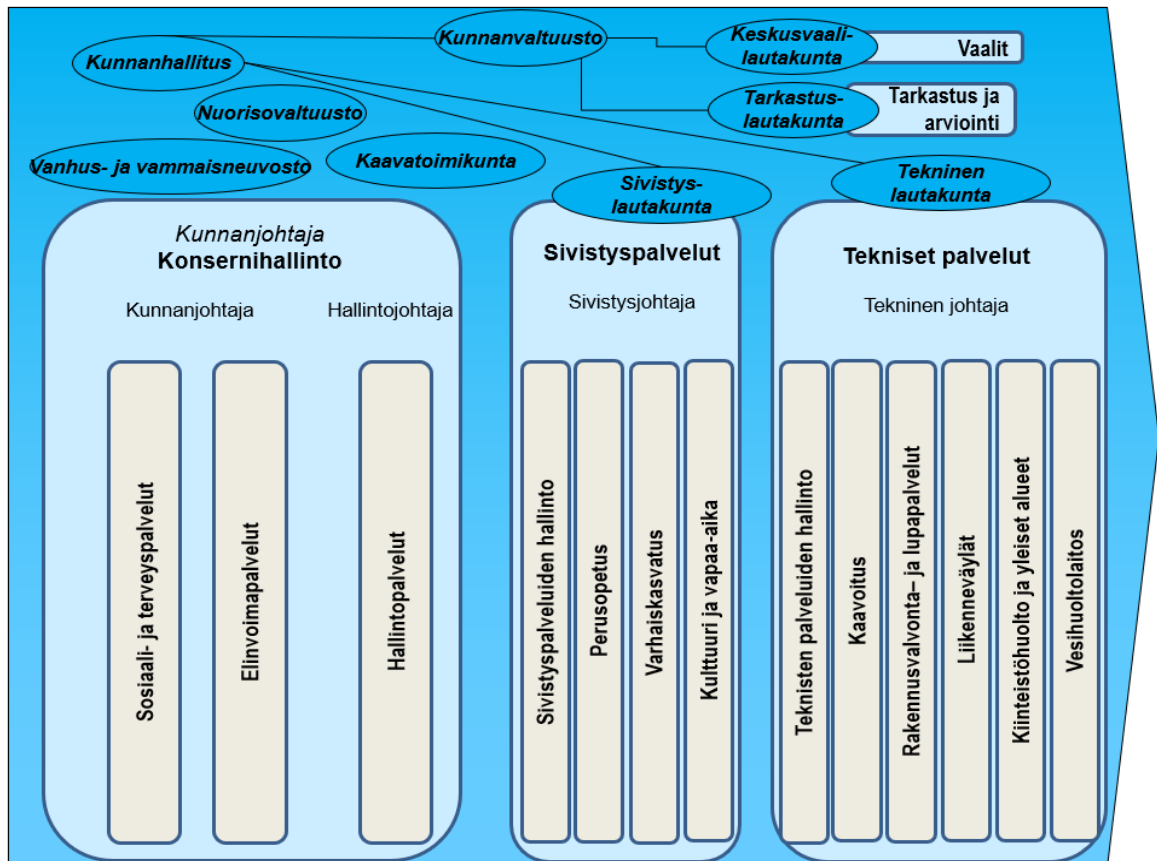 Kunnanvaltuusto
Keskusvaali-
lautakunta
Vaalit
Kunnanhallitus
Nuorisovaltuusto
Tarkastus-
lautakunta
Tarkastus ja
arviointi
Vanhus- ja vammaisneuvosto
Kaavatoimikunta
Sivistys-
lautakunta
Tekninen
lautakunta
Kunnanjohtaja
Konsernihallinto
Kunnanjohtaja
Hallintojohtaja
Sosiaali- ja terveyspalvelut
Elinvoimapalvelut
Hallintopalvelut
Sivistyspalvelut
Sivistysjohtaja
Sivistyspalveluiden hallinto
Perusopetus
Varhaiskasvatus
Kulttuuri ja vapaa-aika
Tekniset palvelut
Tekninen johtaja
Teknisten palveluiden hallinto
Kaavoitus
Rakennusvalvonta– ja lupapalvelut
Liikenneväylät
Kiinteistöhuolto ja yleiset alueet
Vesihuoltolaitos